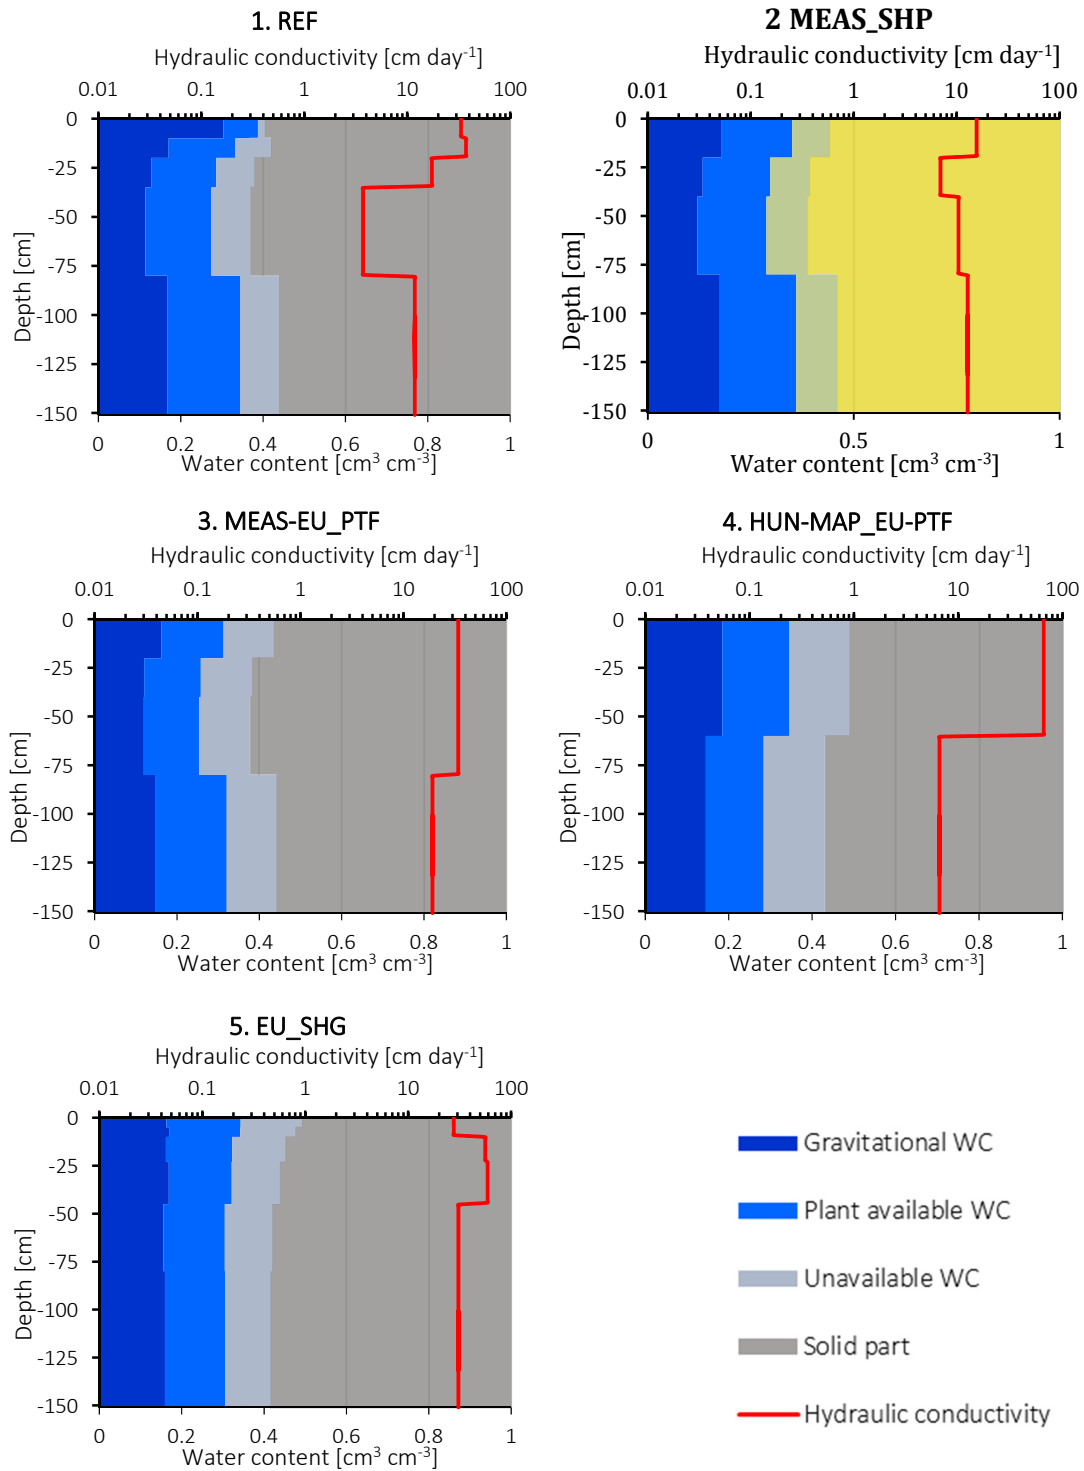 1. REF
Hydraulic conductivity [cm day-1]
0.01 0.1 1 10 100
0
-25
-50
-75
-100
-125
-150
Depth [cm]
0 0.2 0.4 0.6 0.8 1
Water content [cm3 cm-3]
2 MEAS_SHP
Hydraulic conductivity [cm day-1]
0.01 0.1 1 10 100
0
-25
-50
-75
-100
-125
-150
Depth [cm]
0 0.5 1
Water content [cm3 cm-3]
3. MEAS-EU_PTF
Hydraulic conductivity [cm day-1]
0.01 0.1 1 10 100
0
-25
-50
-75
-100
-125
-150
Depth [cm]
0 0.2 0.4 0.6 0.8 1
Water content [cm3 cm-3]
4. HUN-MAP_EU-PTF
Hydraulic conductivity [cm day-1]
0.01 0.1 1 10 100
0
-25
-50
-75
-100
-125
-150
Depth [cm]
0 0.2 0.4 0.6 0.8 1
Water content [cm3 cm-3]
5. EU_SHG
Hydraulic conductivity [cm day-1]
0.01 0.1 1 10 100
0
-25
-50
-75
-100
-125
-150
Depth [cm]
0 0.2 0.4 0.6 0.8 1
Water content [cm3 cm-3]
Gravitational WC
Plant available WC
Unavailable WC
Solid part
Hydraulic conductivity